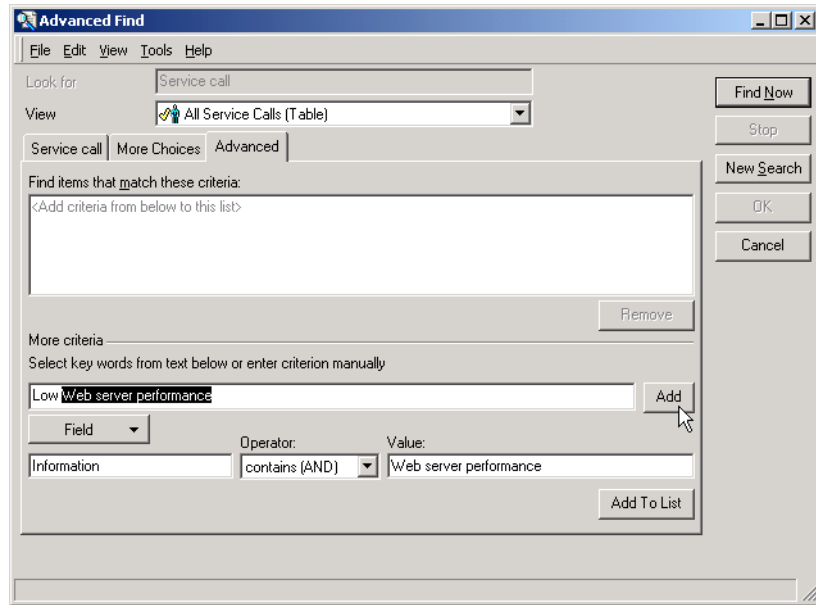 Advanced Find
File Edit View Tools Help
Look for Service call
View All Service Calls (Table)
Find Now
Stop
New Search
OK
Cancel
Service call More Choices Advanced
Find items that match these criteria:
<Add criteria from below to this list>
Remove
More criteria
Select key words from text below or enter criterion manually
Low Web server performance Add
Field
Operator: Value:
Information contains (AND) Web server performance
Add To List